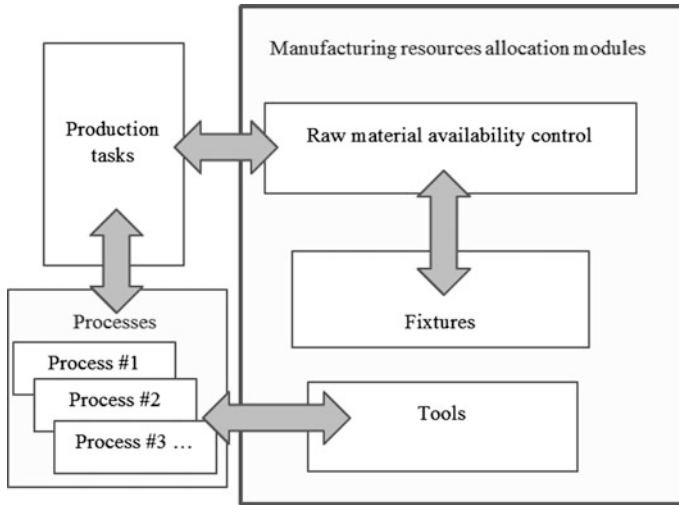 Manufacturing resources allocation modules
Production
tasks
Raw material availability control
Fixtures
Processes
Process #1
Process #2
Process #3 ...
Tools